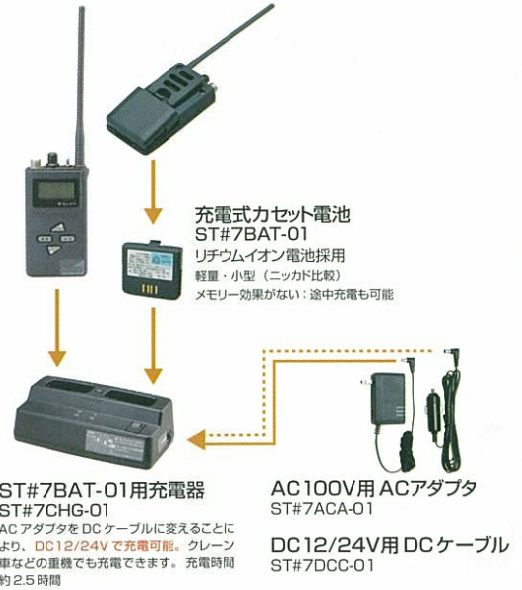 充電式カセット電池
ST#7BAT-01
リチウムイオン電池採用
軽量・小型（ニッカド比較）
メモリー効果がない：途中充電も可能
ST#7BAT-01用充電器
ST#7CHG-01
ACアダプタをDCケーブルに変えることに
より、DC12/24Vで充電可能。クレーン
車などの重機でも充電できます。充電時間
約2.5時間
AC100V用ACアダプタ
ST#7ACA-01
DC12/24V用DCケーブル
ST#7DCC-01